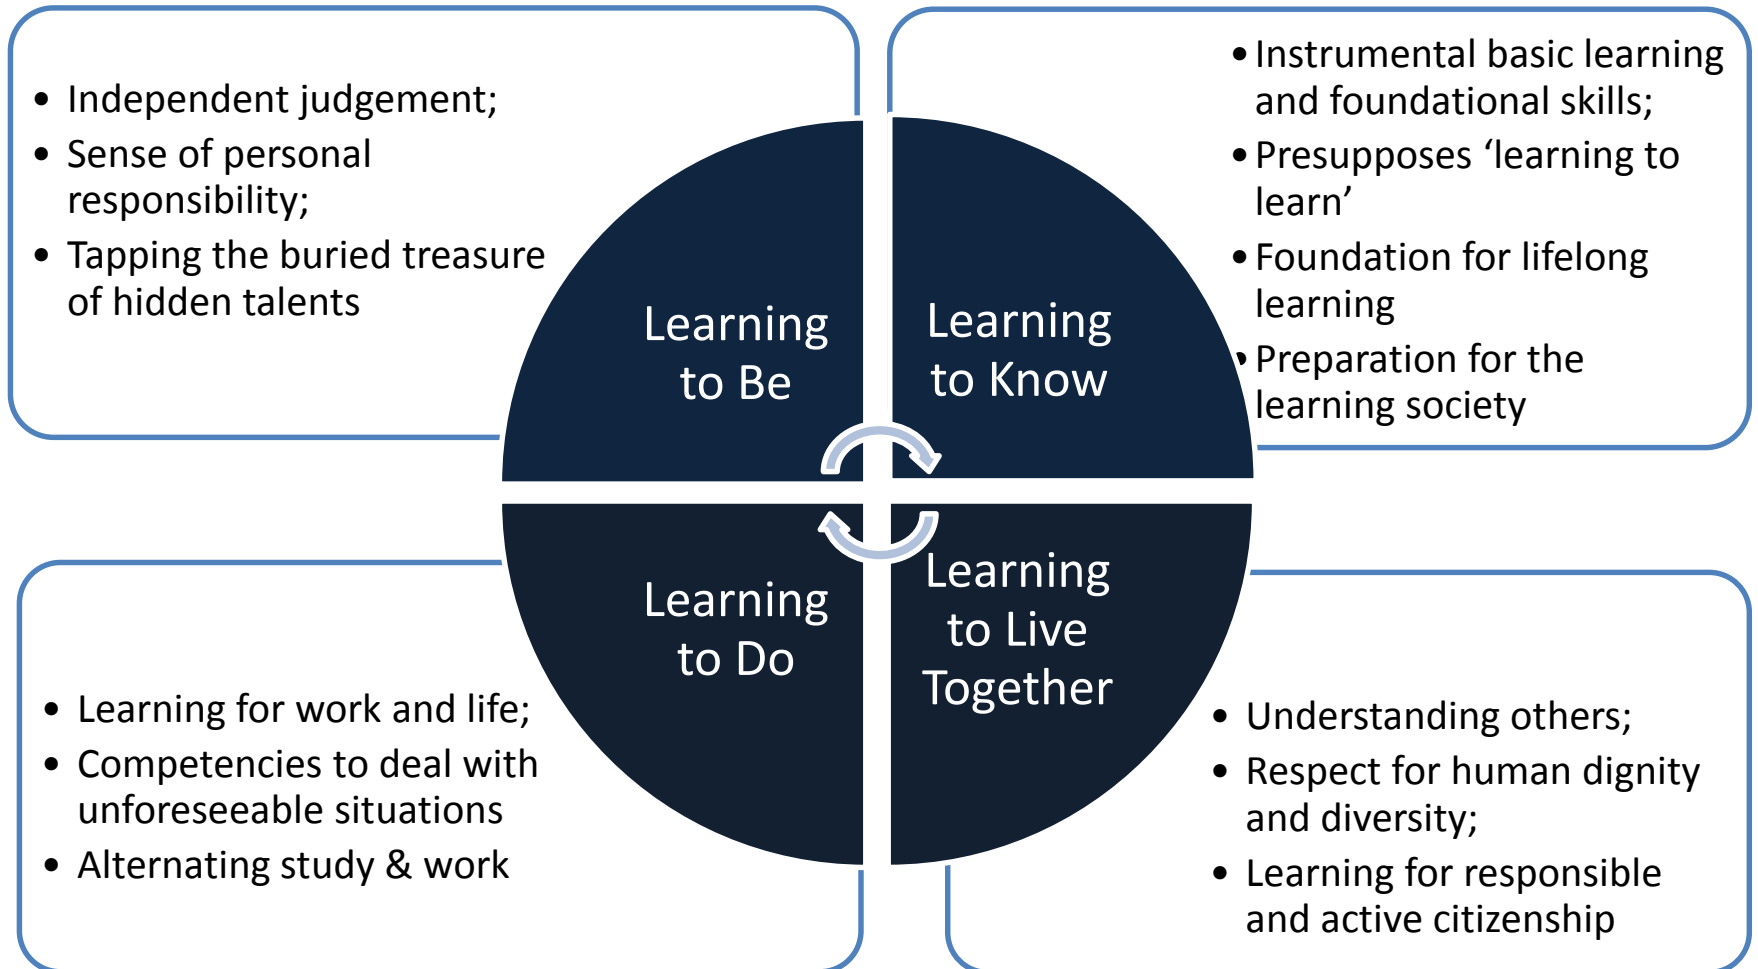 • Independent judgement;
• Sense of personal
responsibility;
• Tapping the buried treasure
of hidden talents
Learning
to Be
• Instrumental basic learning
and foundational skills;
• Presupposes ‘learning to
learn’
• Foundation for lifelong
learning
• Preparation for the
learning society
Learning
to Know
• Learning for work and life;
• Competencies to deal with
unforeseeable situations
• Alternating study & work
Learning
to Do
Learning
to Live
Together
• Understanding others;
• Respect for human dignity
and diversity;
• Learning for responsible
and active citizenship